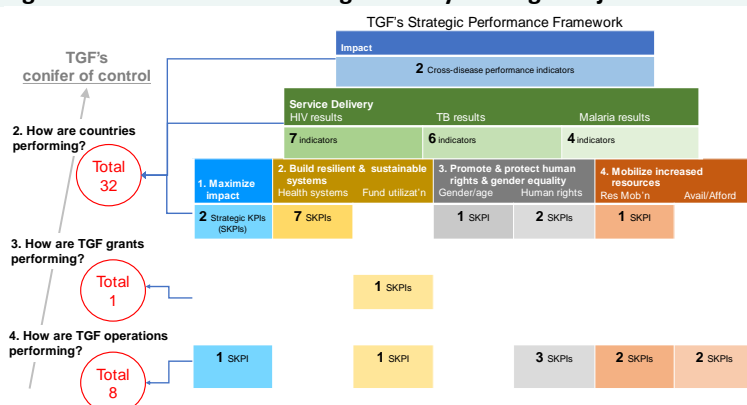 TGF's Strategic Performance Framework
TGF's
conifer of control
Impact
2 Cross-disease performance indicators
Service Delivery
HIV results
TB results
Malaria results
7 indicators
6 indicators
4 indicators
2. How are countries
performing?
Total
32
1. Maximize
impact
2. Build resilient & sustainable
systems
Health systems
Fund utilizat'n
3. Promote & protect human
rights & gender equality
Gender/age
Human rights
4. Mobilize increased
resources
Res Mob'n
Avail/Afford
2 Strategic KPIs
(SKPIs)
7 SKPIs
1 SKPI
2 SKPIs
1 SKPI
3. How are TGF grants
performing?
Total
1
1 SKPIs
4. How are TGF operations
performing?
Total
8
1 SKPI
1 SKPI
3 SKPIs
2 SKPIs
2 SKPIs